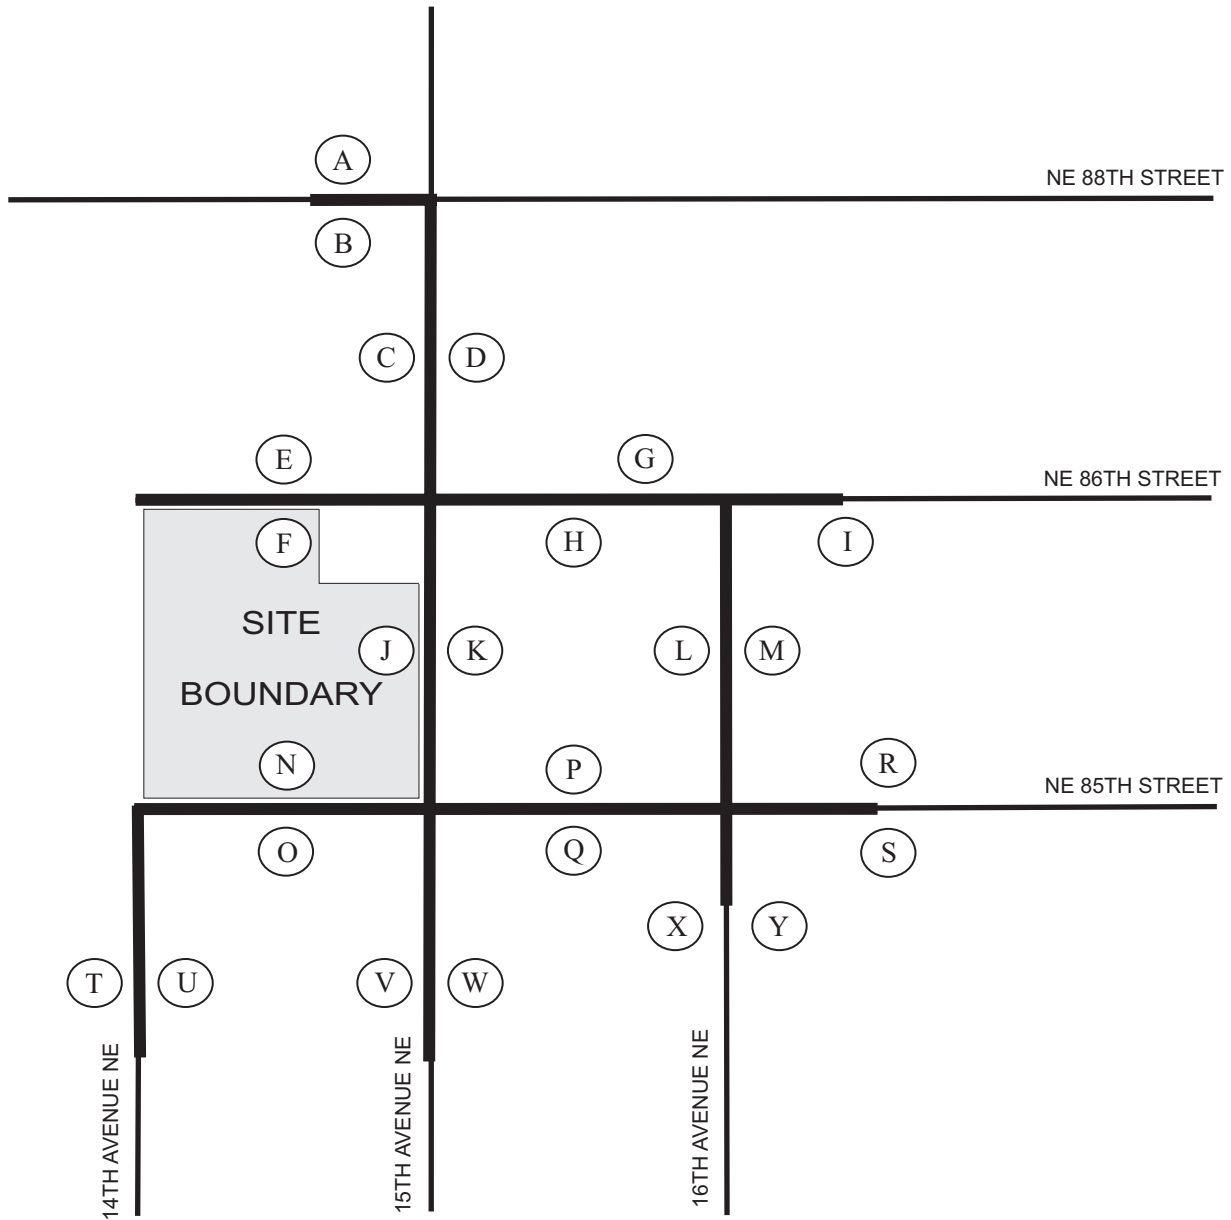 A
NE 88TH STREET
B
C
D
E
G
NE 86TH STREET
F
H
I
SITE
J
K
L
M
BOUNDARY
N
P
R
NE 85TH STREET
O
Q
S
X
Y
T
U
V
W
14TH AVENUE NE
15TH AVENUE NE
16TH AVENUE NE